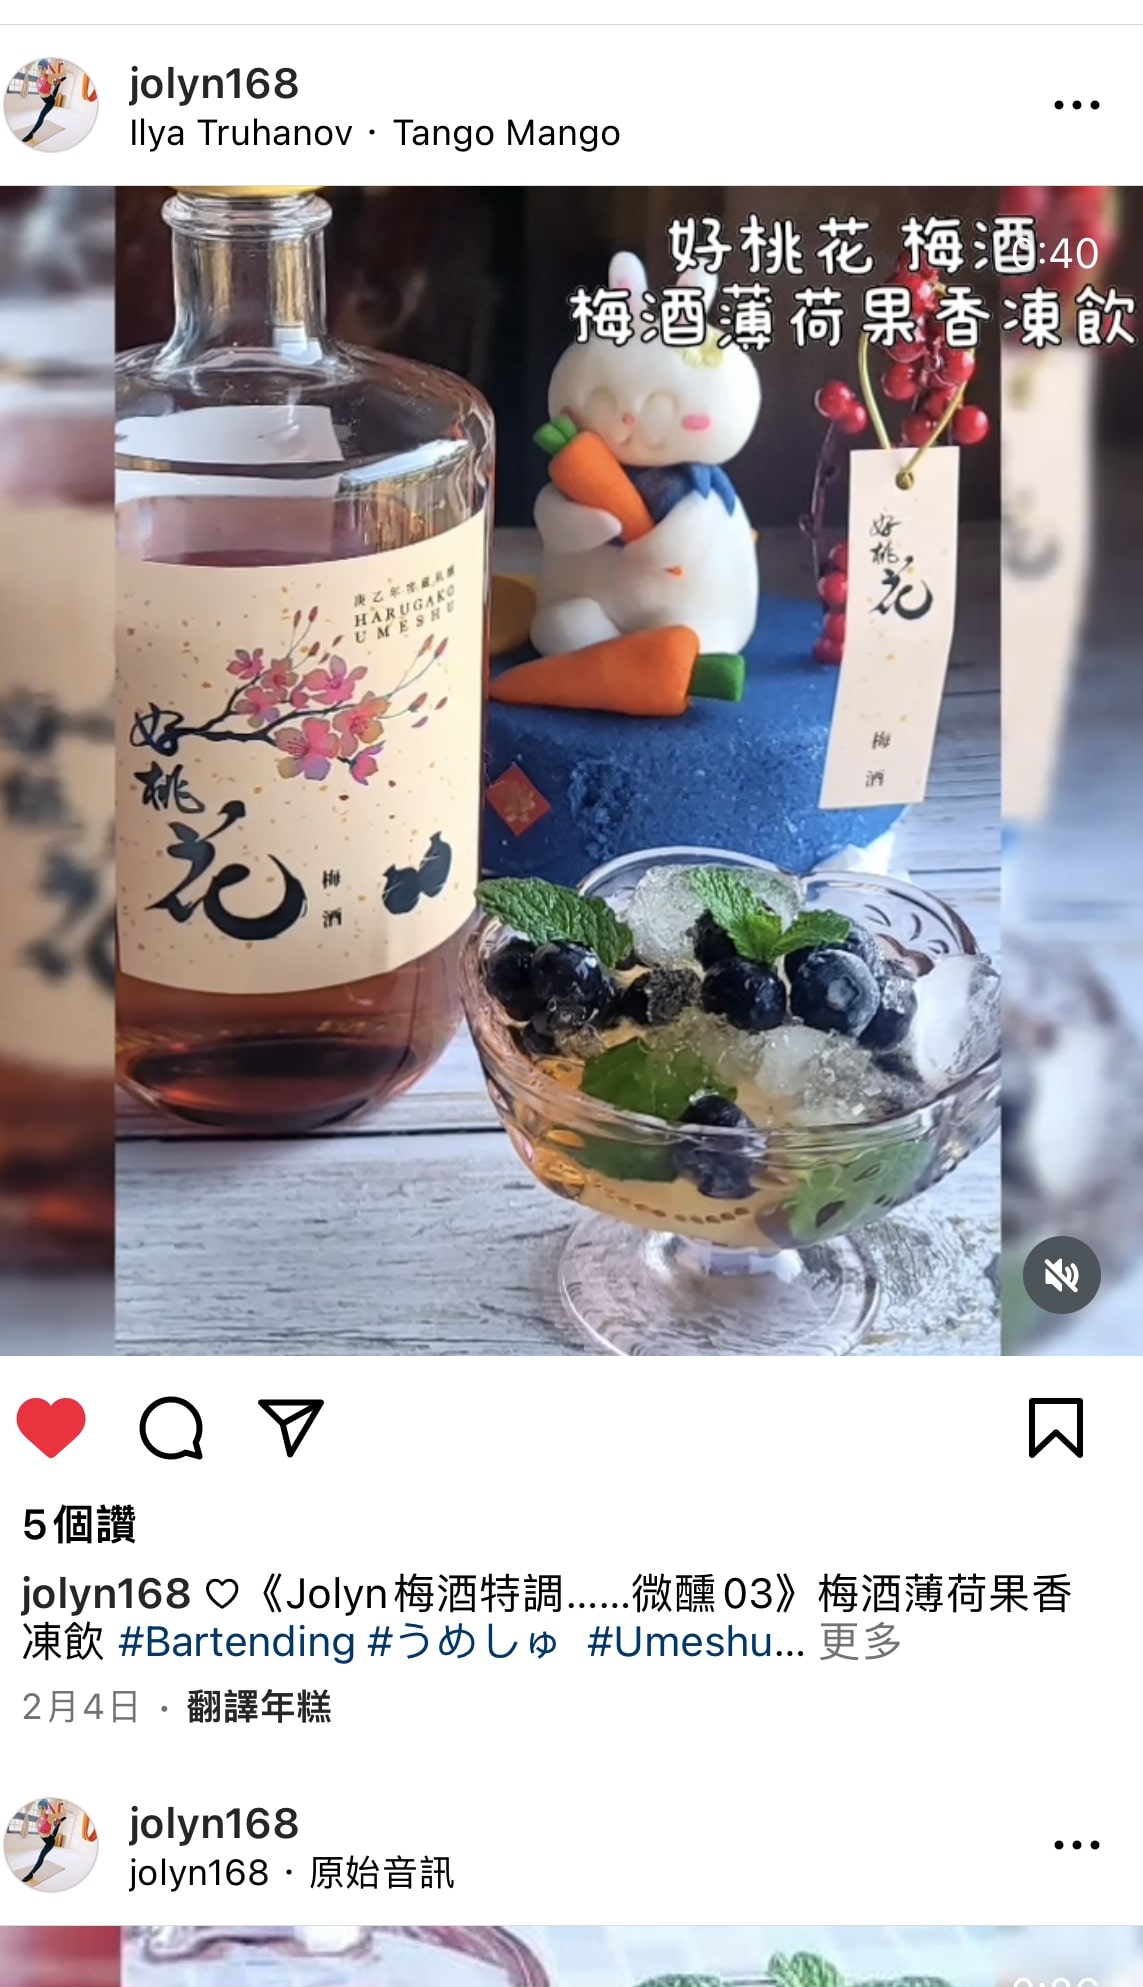 jolyn168
Ilya Truhanov · Tango Mango
好桃花 梅酒
0:40
梅酒薄荷果香凍飲
好
桃
花
梅
酒
HARUGAKO
UMESHU
好
桃
花
梅
酒
5個讚
jolyn168 ♡《Jolyn梅酒特調......微醺03》梅酒薄荷果香
凍飲 #Bartending #うめしゅ #Umeshu... 更多
2月4日 · 翻譯年糕
jolyn168
jolyn168 · 原始音訊